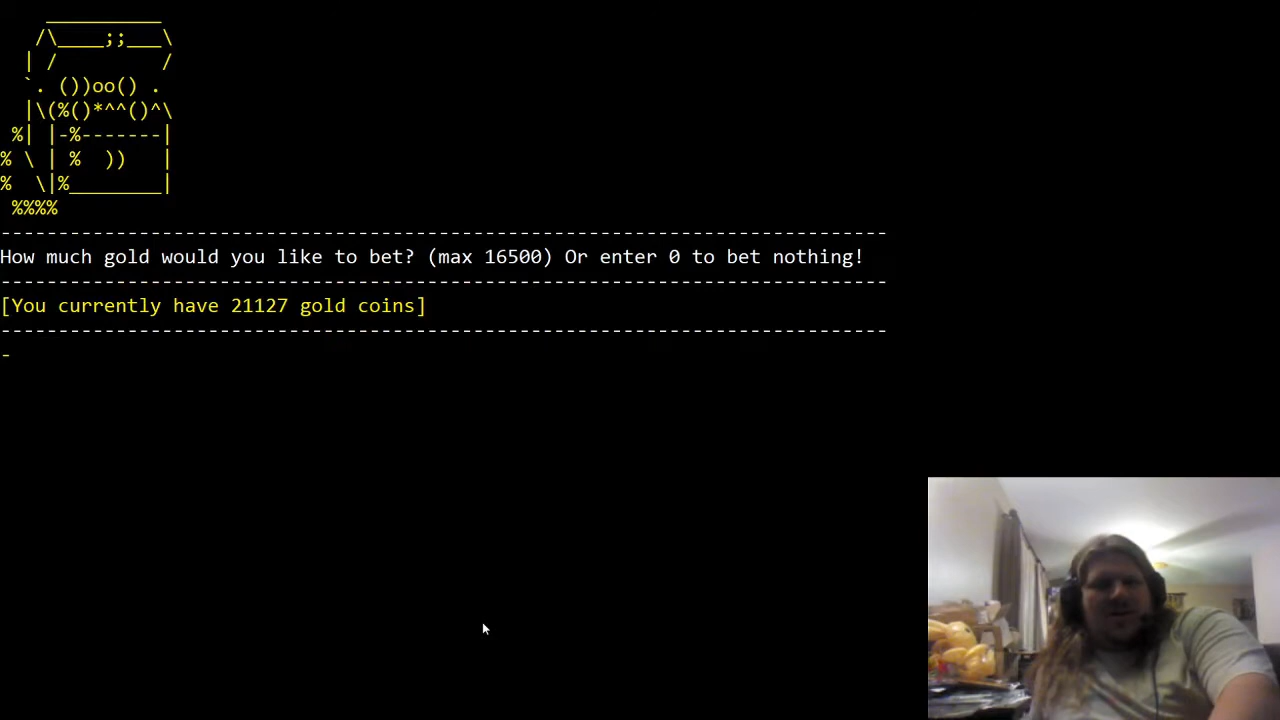 How much gold would you like to bet? (max 16500) Or enter 0 to bet nothing!
[You currently have 21127 gold coins]
-